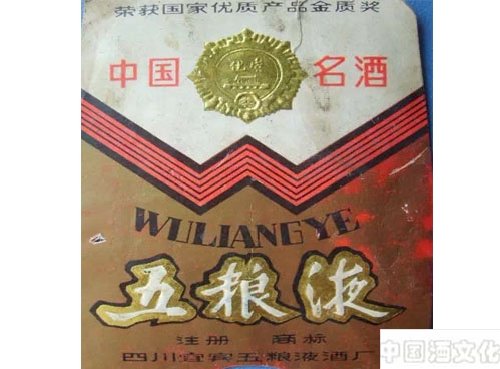 荣获国家优质产品金质奖
中国 名酒
WULIANGYE
五粮液
注册 商标
四川宜宾五粮液酒厂
中国酒文化